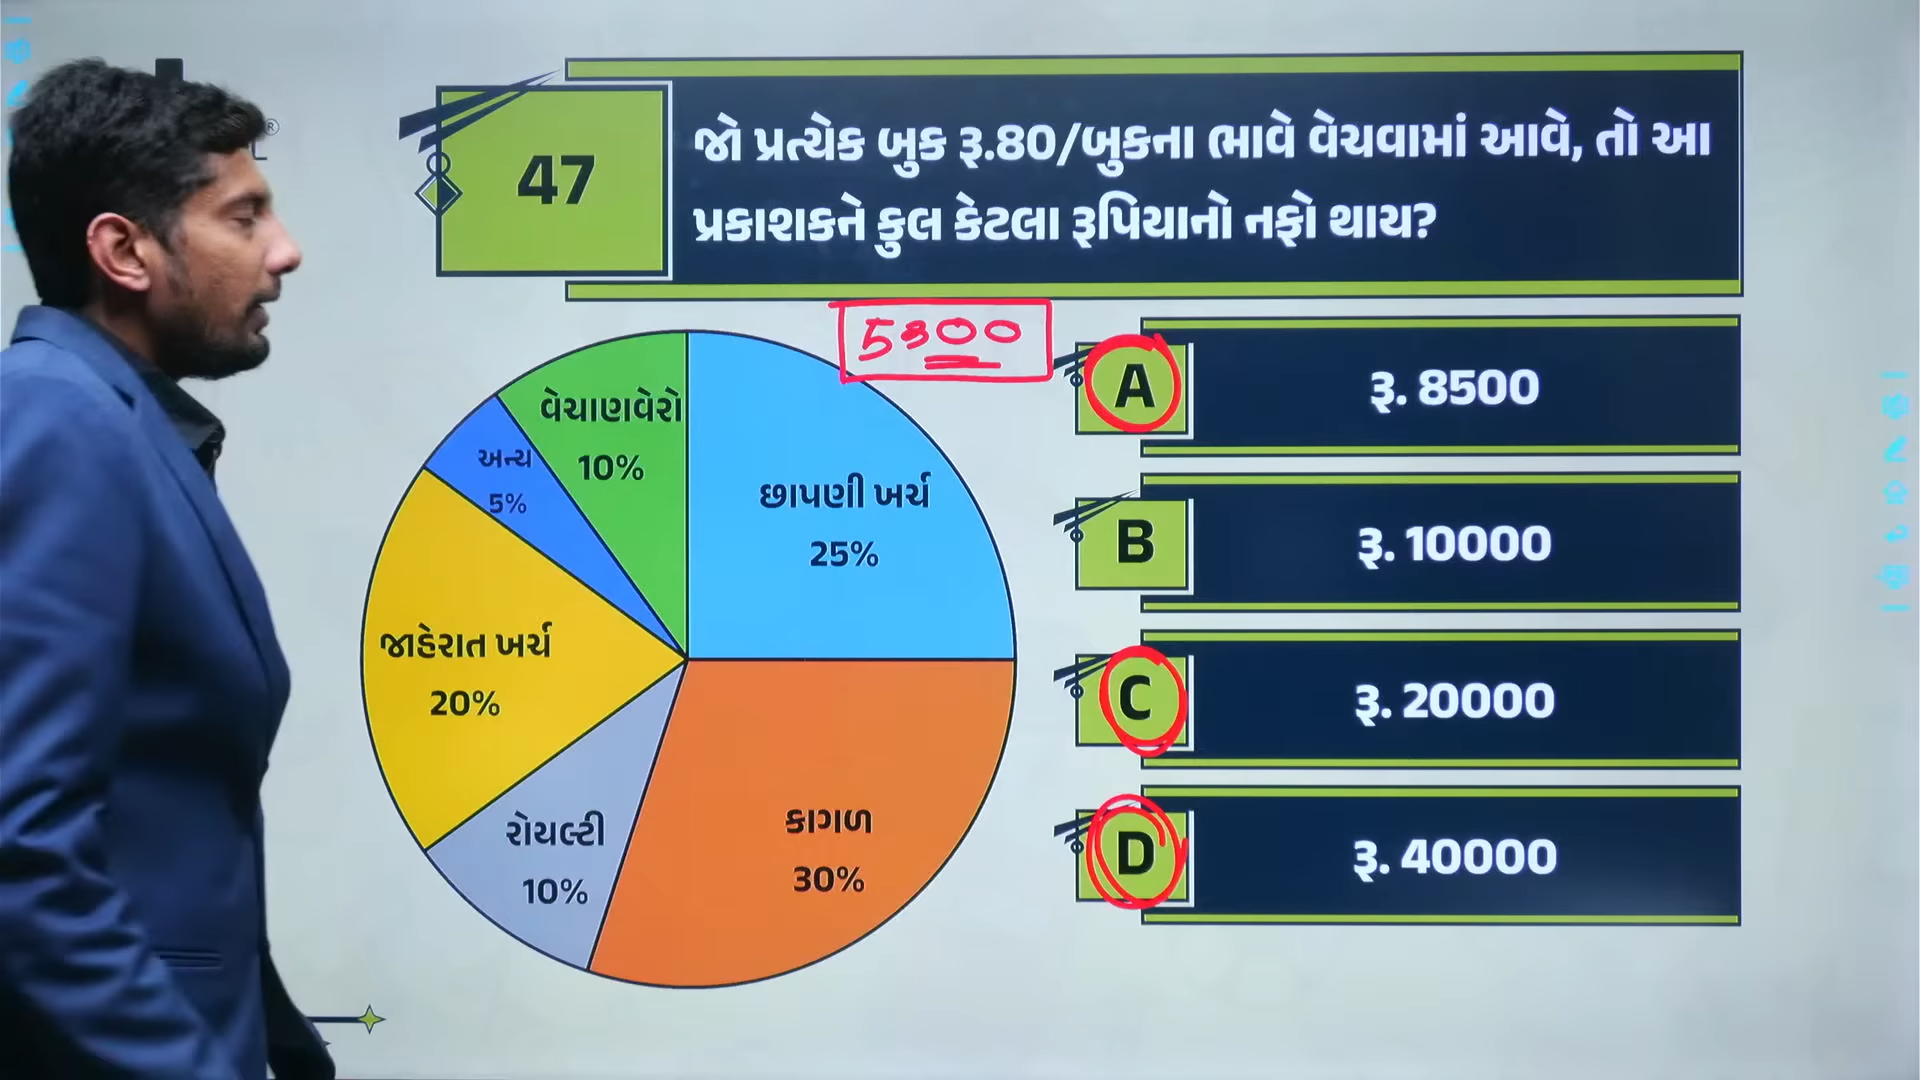 47
જો પ્રત્યેક બુક રૂ.80/બુકના ભાવે વેચવામાં આવે, તો આ
પ્રકાશકને કુલ કેટલા રૂપિયાનો નફો થાય?
વેચાણવેરો
10%
અન્ય
5%
છાપણી ખર્ચ
25%
જાહેરાત ખર્ચ
20%
રોયલ્ટી
10%
કાગળ
30%
A
રૂ. 8500
B
રૂ. 10000
C
રૂ. 20000
D
રૂ. 40000